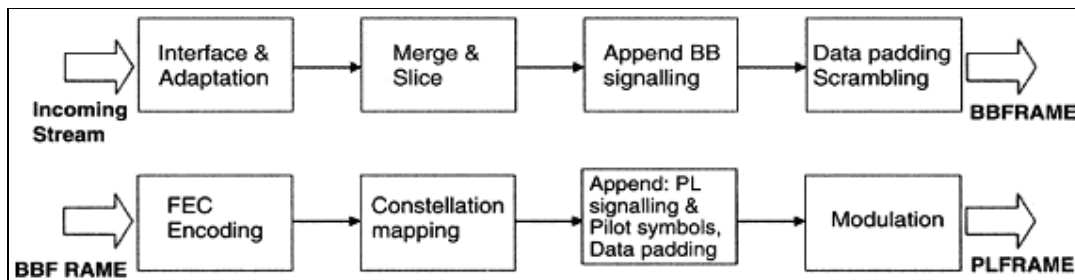 Interface &
Adaptation
Merge &
Slice
Append BB
signalling
Data padding
Scrambling
Incoming
Stream
BBFRAME
FEC
Encoding
Constellation
mapping
Append: PL
signalling &
Pilot symbols,
Data padding
Modulation
BBF RAME
PLFRAME